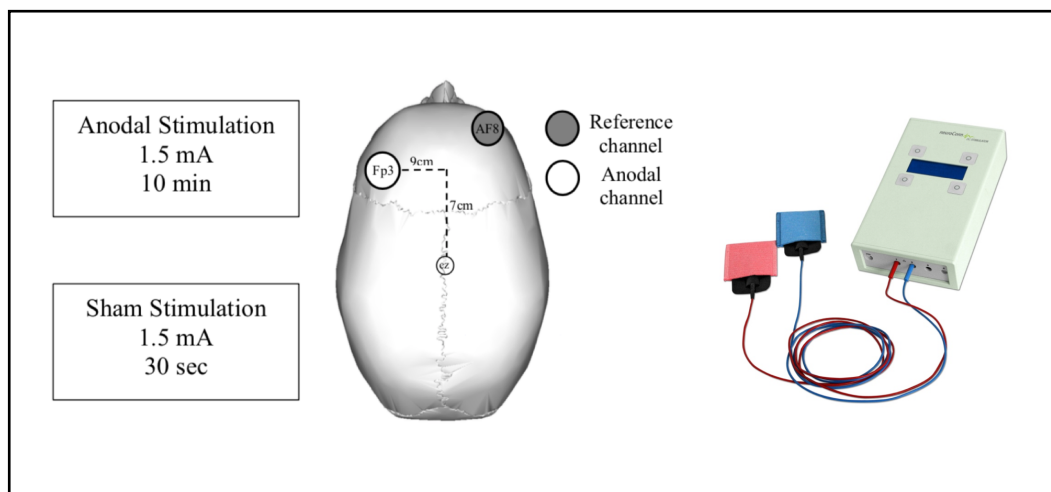 Anodal Stimulation
1.5 mA
10 min
Sham Stimulation
1.5 mA
30 sec
AF8
Fp3
9cm
7cm
cz
Reference
channel
Anodal
channel